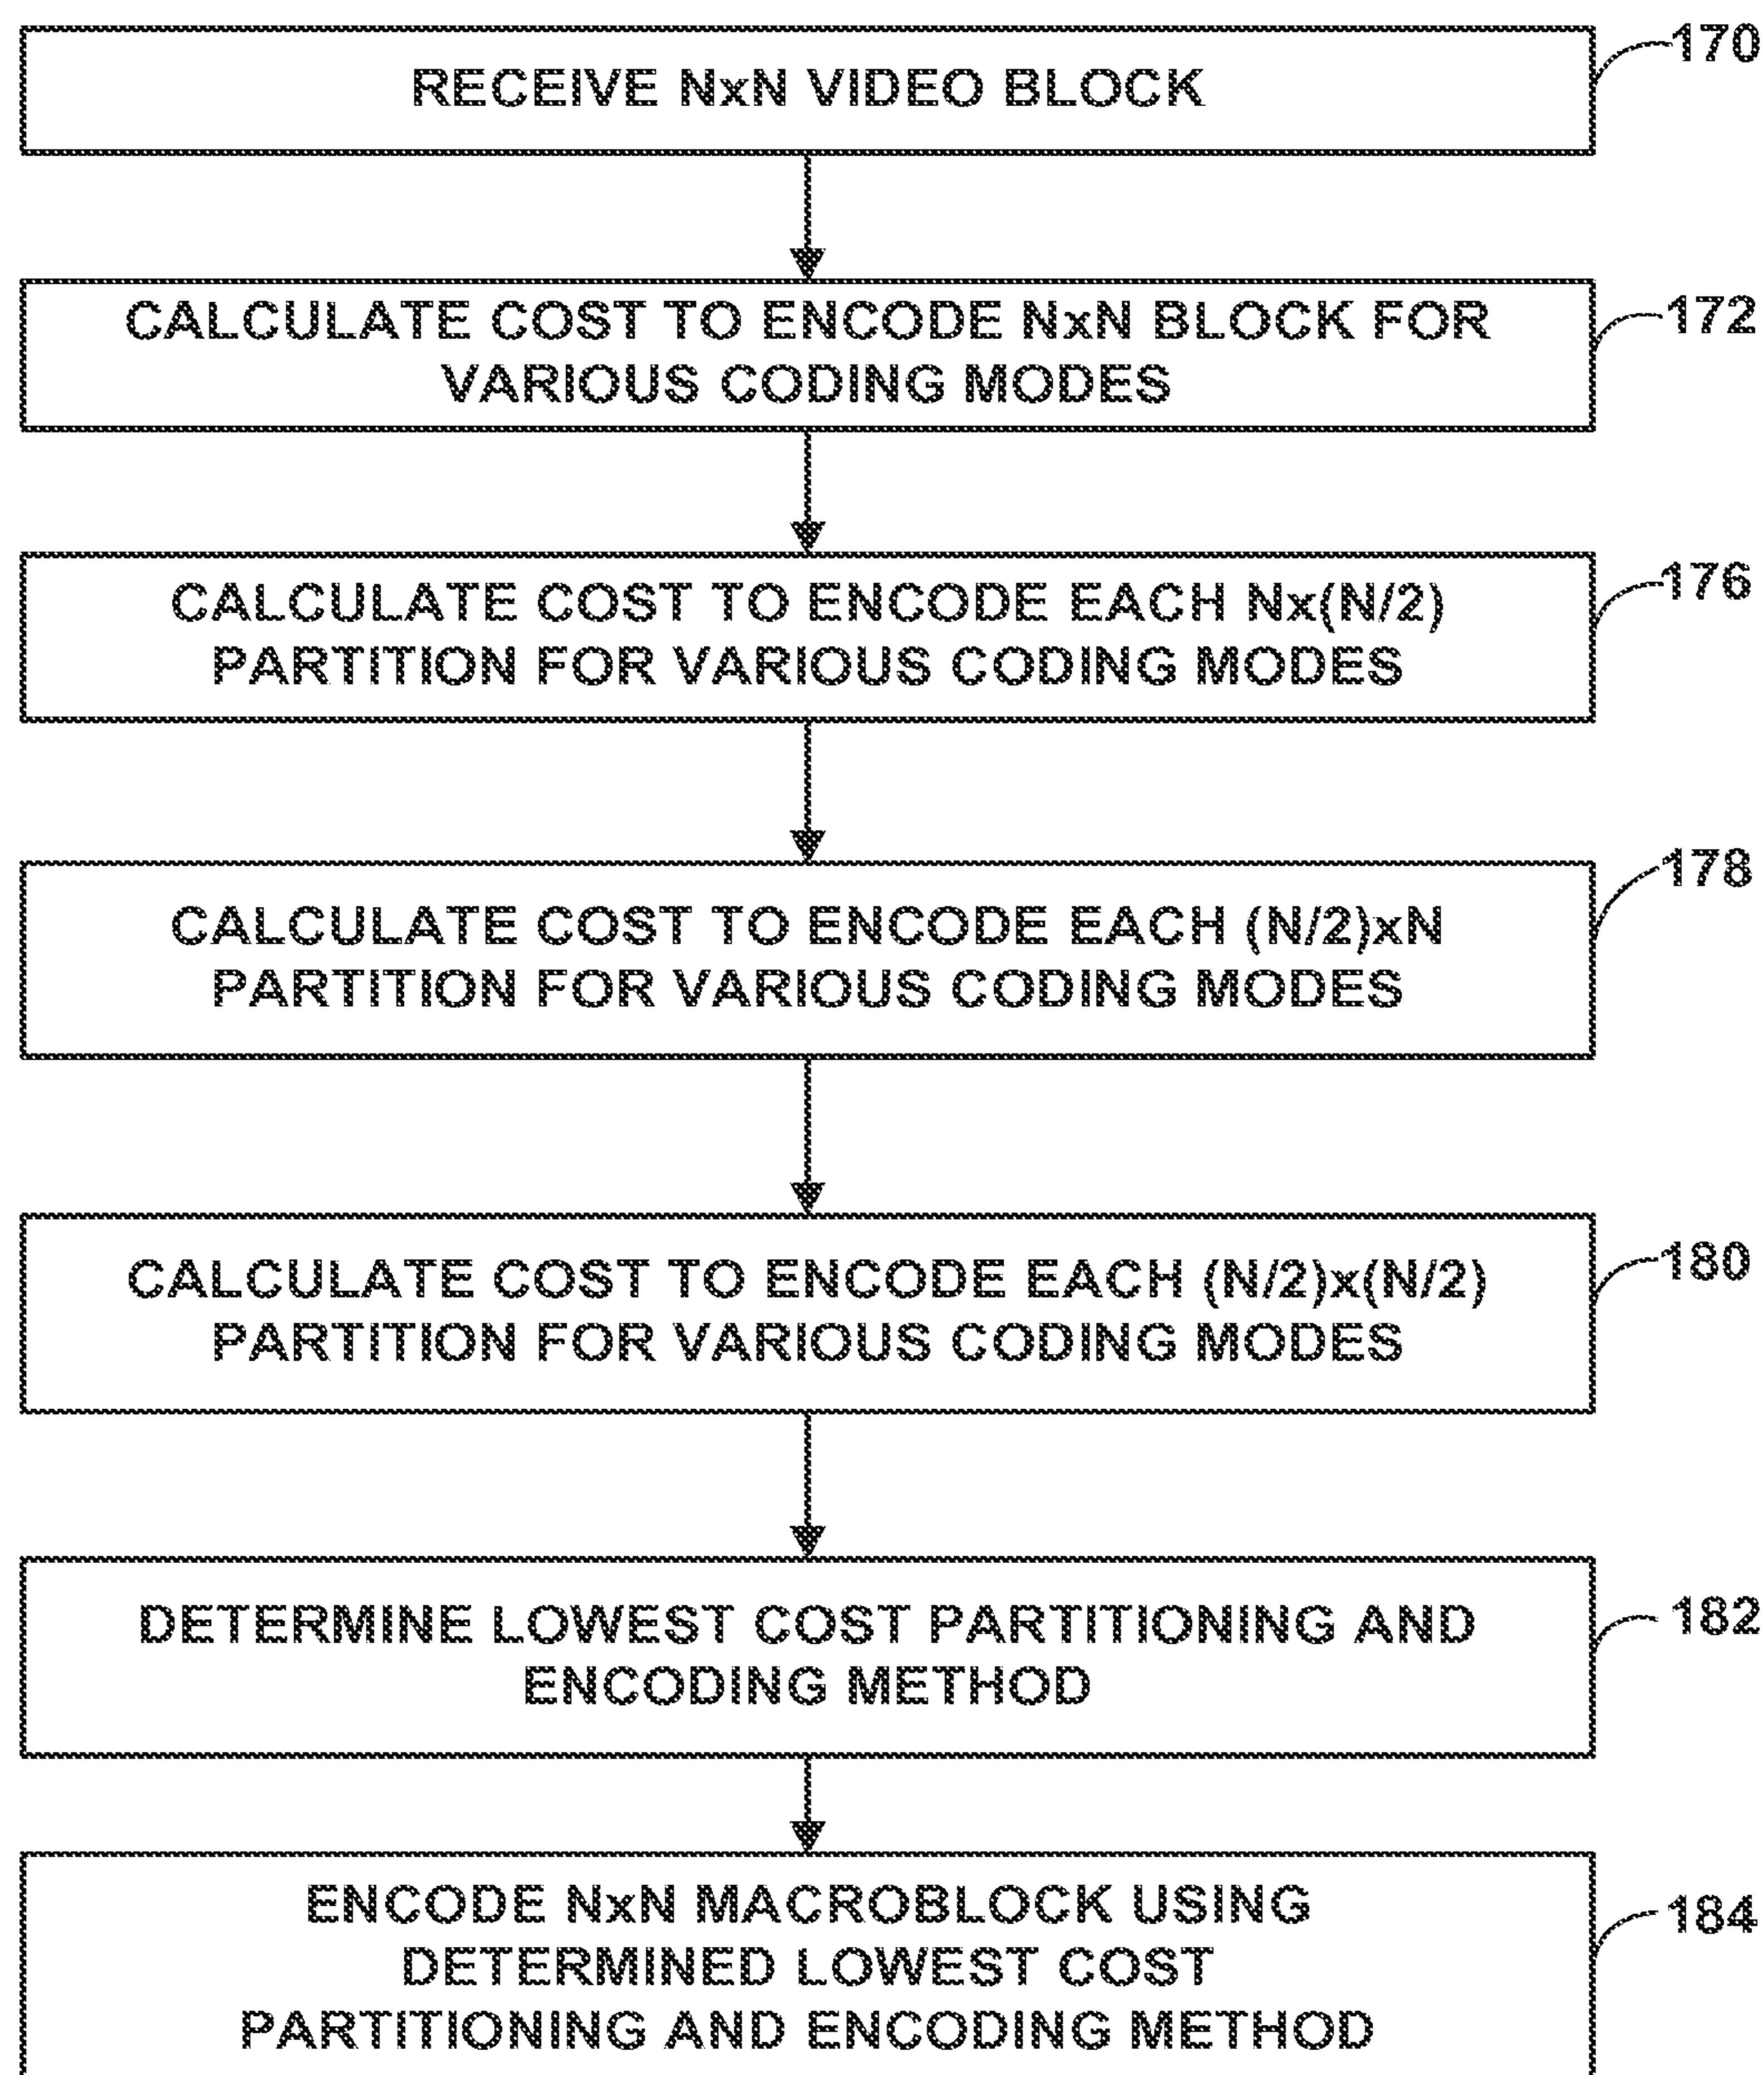 RECEIVE NxN VIDEO BLOCK
170
CALCULATE COST TO ENCODE NxN BLOCK FOR
VARIOUS CODING MODES
172
CALCULATE COST TO ENCODE EACH Nx(N/2)
PARTITION FOR VARIOUS CODING MODES
176
CALCULATE COST TO ENCODE EACH (N/2)xN
PARTITION FOR VARIOUS CODING MODES
178
CALCULATE COST TO ENCODE EACH (N/2)x(N/2)
PARTITION FOR VARIOUS CODING MODES
180
DETERMINE LOWEST COST PARTITIONING AND
ENCODING METHOD
182
ENCODE NxN MACROBLOCK USING
DETERMINED LOWEST COST
PARTITIONING AND ENCODING METHOD
184